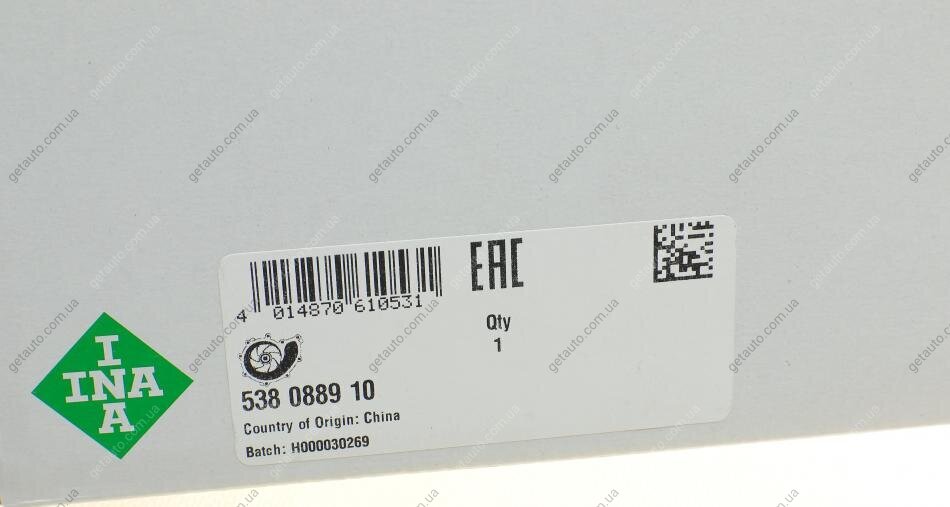 EAC
4 014870 610531
Qty
1
538 0889 10
Country of Origin: China
Batch: H000030269
I
INA
A
getauto.com.ua